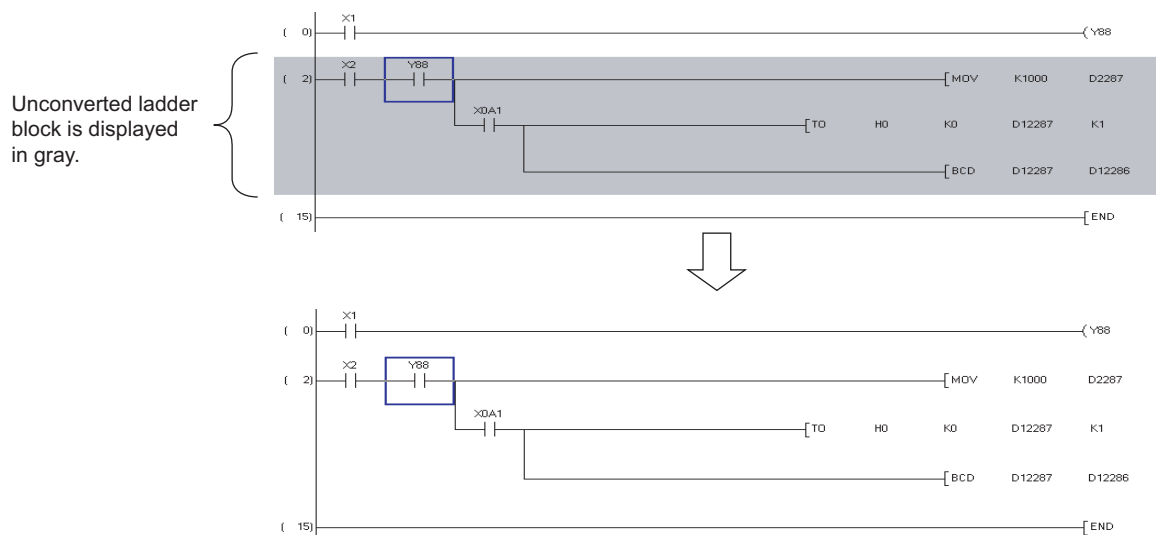 X1
( 0) ( Y88
Unconverted ladder
block is displayed
in gray.
X2 Y88
( 2) [ MOV K1000 D2287
X0A1
[ TO H0 K0 D12287 K1
[ BCD D12287 D12286
( 15) [ END
X1
( 0) ( Y88
X2 Y88
( 2) [ MOV K1000 D2287
X0A1
[ TO H0 K0 D12287 K1
[ BCD D12287 D12286
( 15) [ END